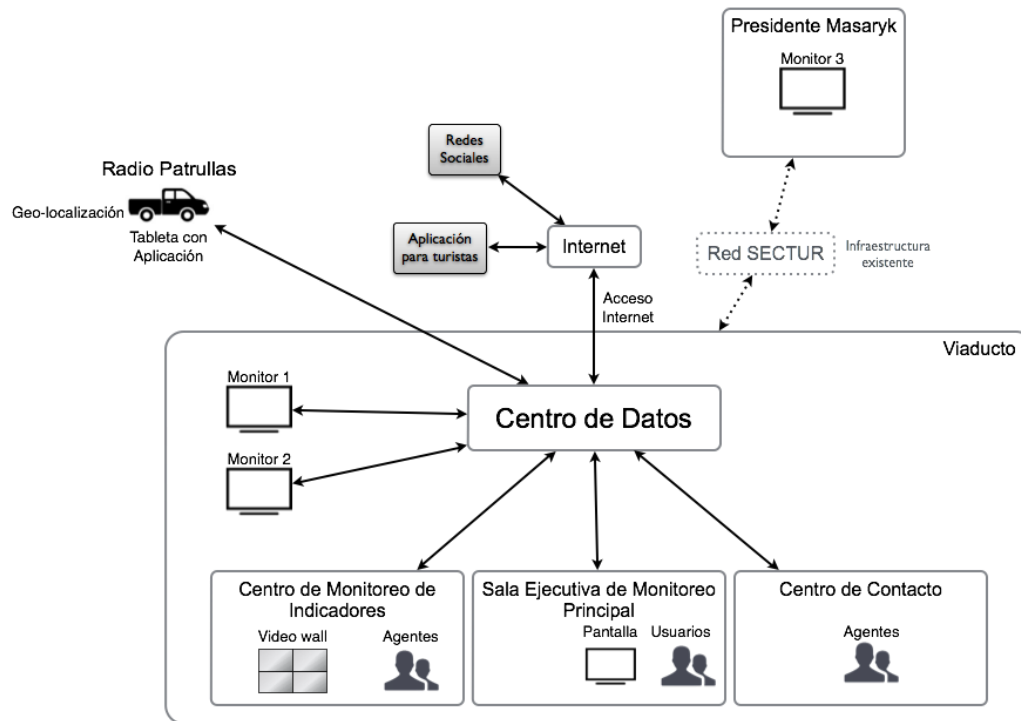 Presidente Masaryk
Monitor 3
Redes
Sociales
Radio Patrullas
Geo-localización
Tableta con
Aplicación
Aplicación
para turistas
Internet
Red SECTUR
Infraestructura
existente
Acceso
Internet
Viaducto
Monitor 1
Centro de Datos
Monitor 2
Centro de Monitoreo de
Indicadores
Video wall
Agentes
Sala Ejecutiva de Monitoreo
Principal
Pantalla
Usuarios
Centro de Contacto
Agentes